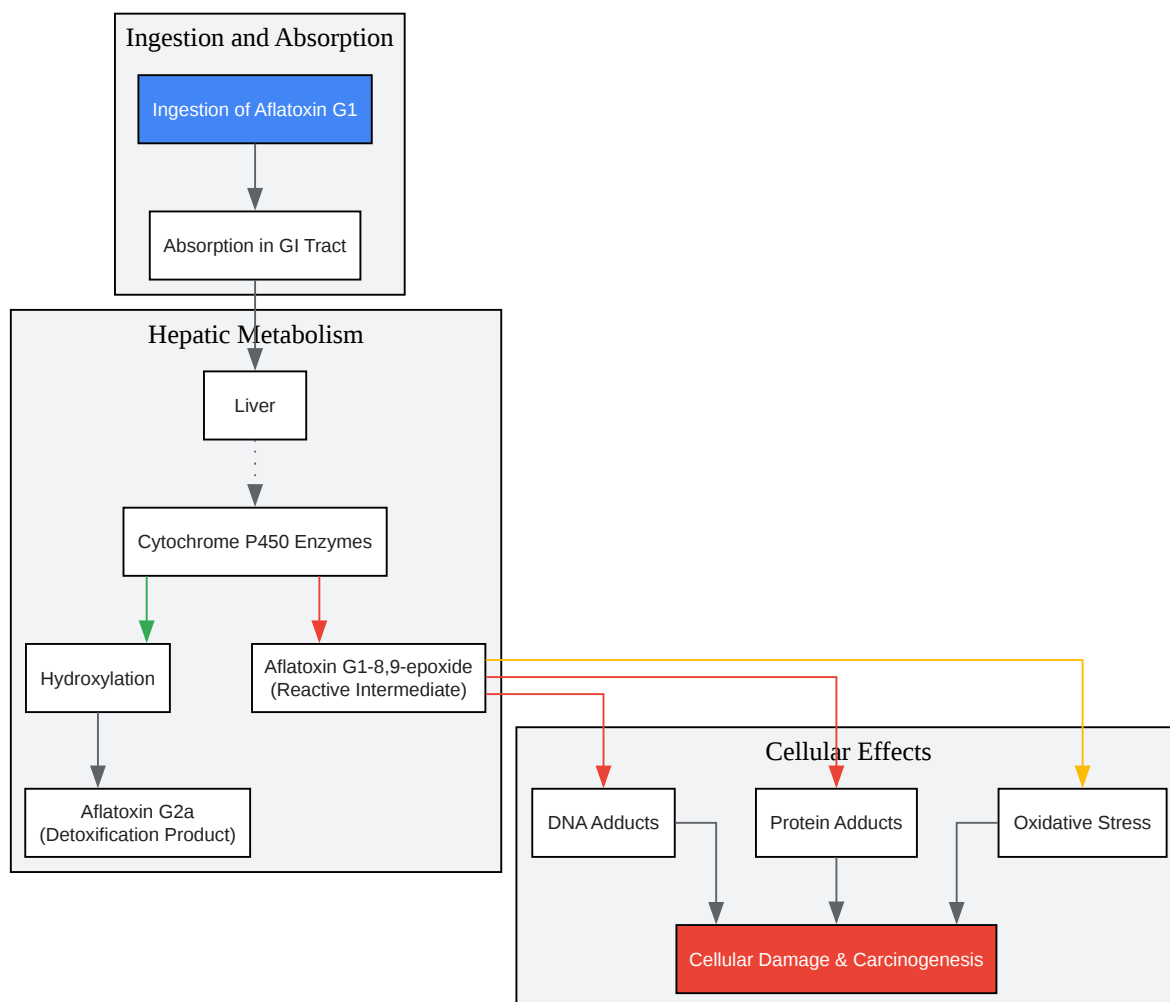 Ingestion and Absorption
Ingestion of Aflatoxin G1
Absorption in GI Tract
Hepatic Metabolism
Liver
Cytochrome P450 Enzymes
Hydroxylation
Aflatoxin G1-8,9-epoxide
(Reactive Intermediate)
Aflatoxin G2a
(Detoxification Product)
Cellular Effects
DNA Adducts
Protein Adducts
Oxidative Stress
Cellular Damage & Carcinogenesis